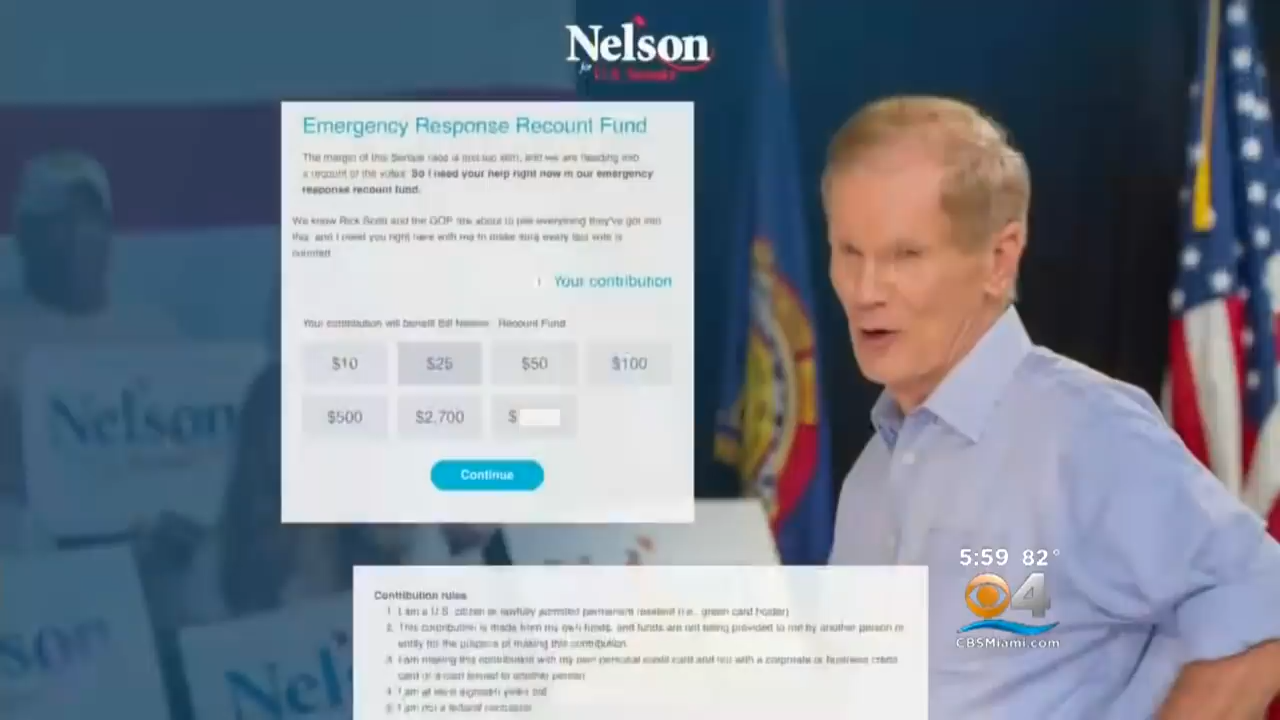 Nelson
for U.S. Senate
Emergency Response Recount Fund
The margin of this Senate race is and we are heading into
a recount of the votes. So I need your help right now in our emergency
response recount fund.
We know Rick Scott and the GOP are about to everything they've got into
this, and I need you right here with me to make sure every last vote is
counted.
Your contribution
Your contribution will benefit Bill Nelson Recount Fund
$10 $25 $50 $100
$500 $2,700 $
Continue
Nelson
Nel
son
5:59 82°
4
CBSMiami.com
Contribution rules
1. I am a U.S. citizen or lawfully admitted permanent resident (i.e., green card holder)
2. This contribution is made from my own funds, and funds are not being provided to me by another person or
entity for the purpose of making this contribution.
3. I am making this contribution with my own personal credit card and not with a corporate or business credit
card or a card issued to another person.
4. I am at least eighteen years old.
5. I am not a federal contractor.